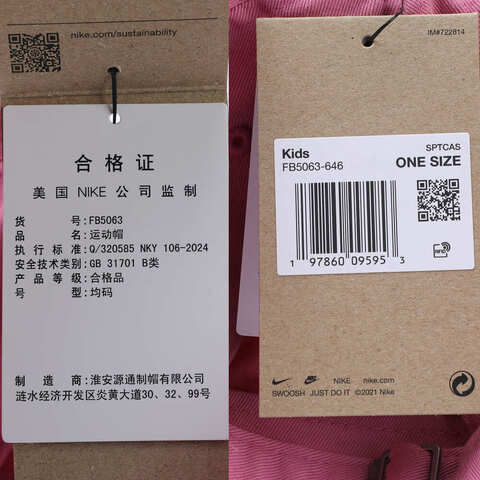 nike.com/sustainability
合格证
美国 NIKE 公司监制
货 号:FB5063
品 名:运动帽
执行标准:Q/320585 NKY 106-2024
安全技术类别:GB 31701 B类
产品等级:合格品
号 型:均码
制 造 商:淮安源通制帽有限公司
涟水经济开发区炎黄大道30、32、99号
IM#722814
Kids
FB5063-646
SPTCAS
ONE SIZE
1 97860 09595 3
RFID
NIKE nike.com
SWOOSH JUST DO IT ©2021 Nike